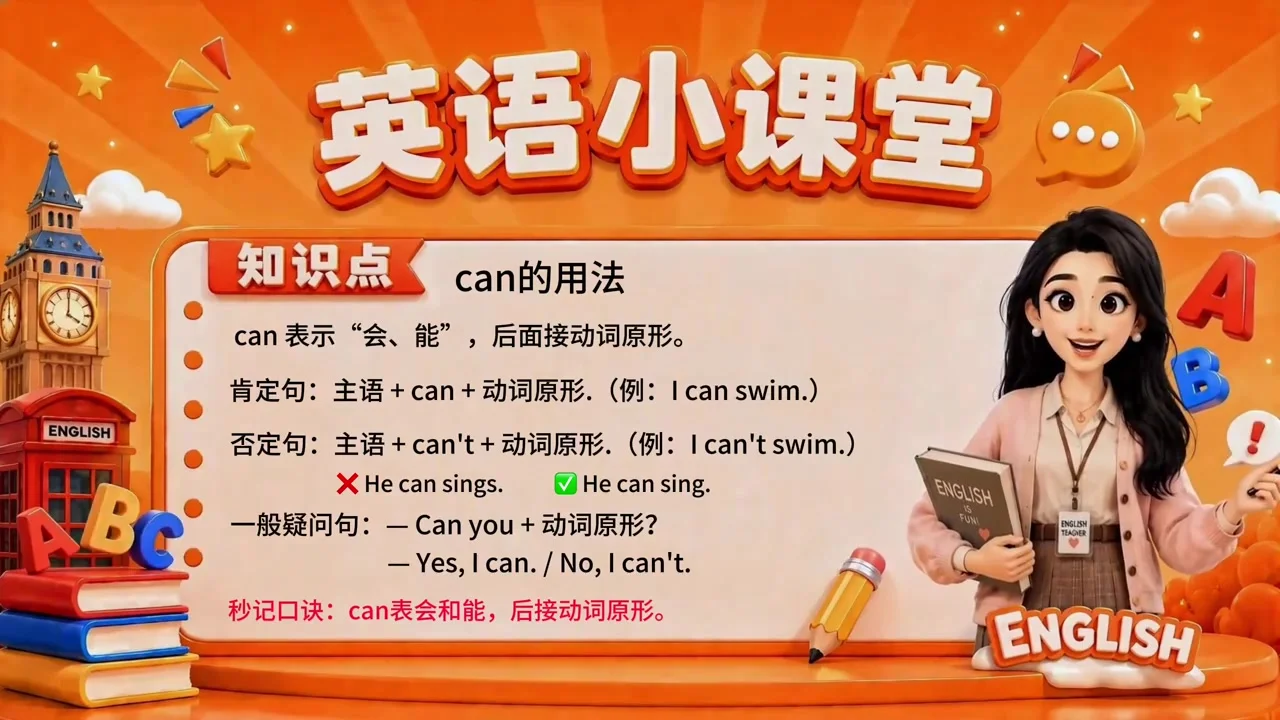 英语小课堂
知识点
can的用法
can 表示“会、能”，后面接动词原形。
肯定句：主语 + can + 动词原形.（例：I can swim.）
否定句：主语 + can't + 动词原形.（例：I can't swim.）
❌ He can sings. ✅ He can sing.
一般疑问句：— Can you + 动词原形？
— Yes, I can. / No, I can't.
秒记口诀：can表会和能，后接动词原形。
ENGLISH
A
B
C
A
B
!
ENGLISH
IS
FUN!
ENGLISH
TEACHER
ENGLISH